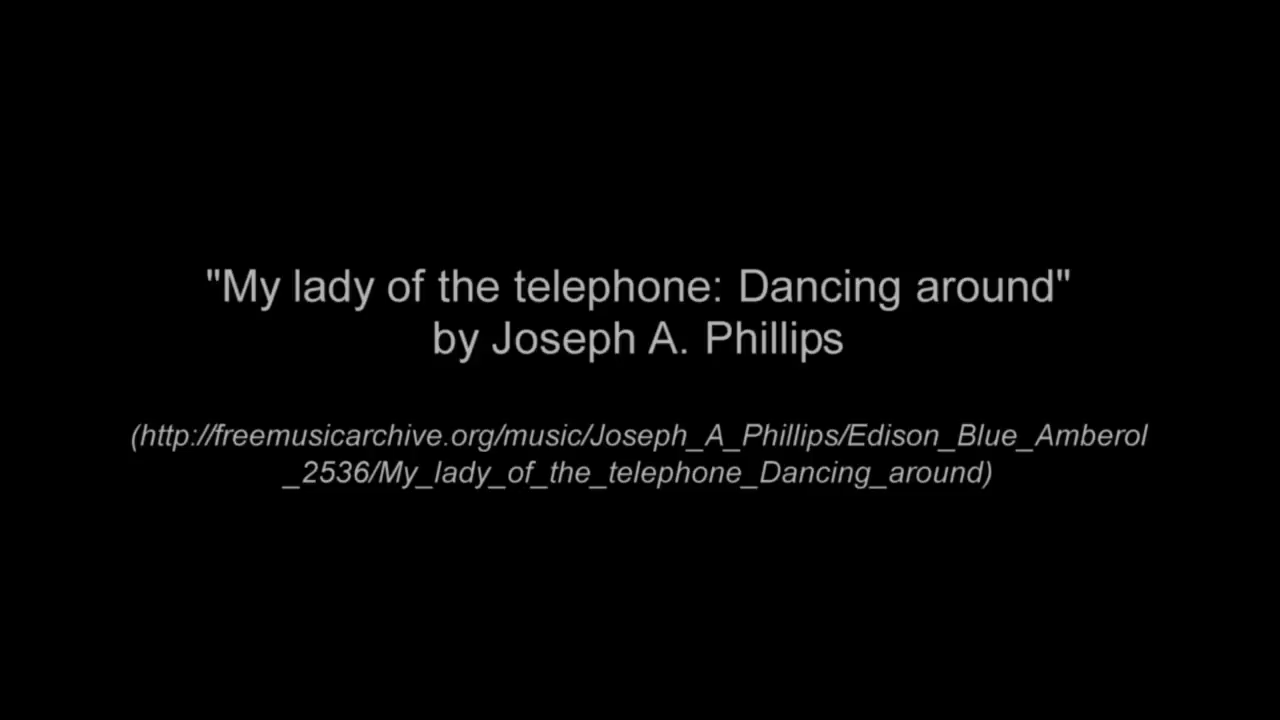 "My lady of the telephone: Dancing around"
by Joseph A. Phillips
(http://freemusicarchive.org/music/Joseph_A_Phillips/Edison_Blue_Amberol
_2536/My_lady_of_the_telephone_Dancing_around)